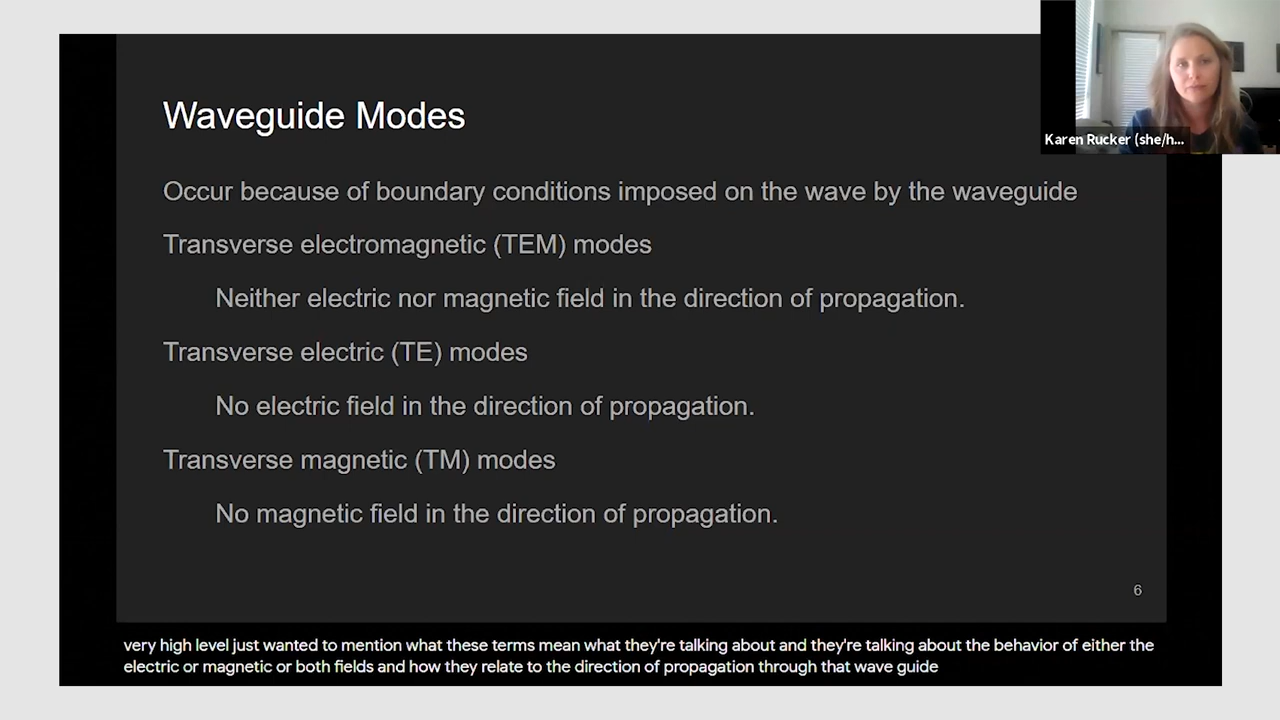 Waveguide Modes
Karen Rucker (she/h...
Occur because of boundary conditions imposed on the wave by the waveguide
Transverse electromagnetic (TEM) modes
Neither electric nor magnetic field in the direction of propagation.
Transverse electric (TE) modes
No electric field in the direction of propagation.
Transverse magnetic (TM) modes
No magnetic field in the direction of propagation.
6
very high level just wanted to mention what these terms mean what they're talking about and they're talking about the behavior of either the
electric or magnetic or both fields and how they relate to the direction of propagation through that wave guide